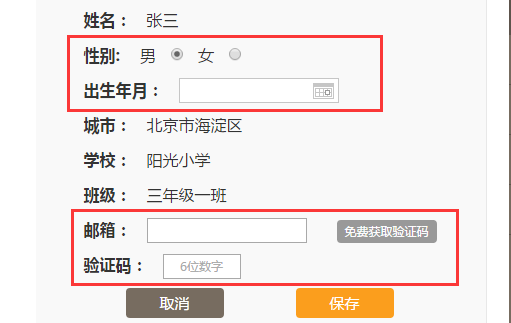 姓名： 张三
性别: 男 女
出生年月：
城市： 北京市海淀区
学校： 阳光小学
班级： 三年级一班
邮箱： 免费获取验证码
验证码： 6位数字
取消 保存